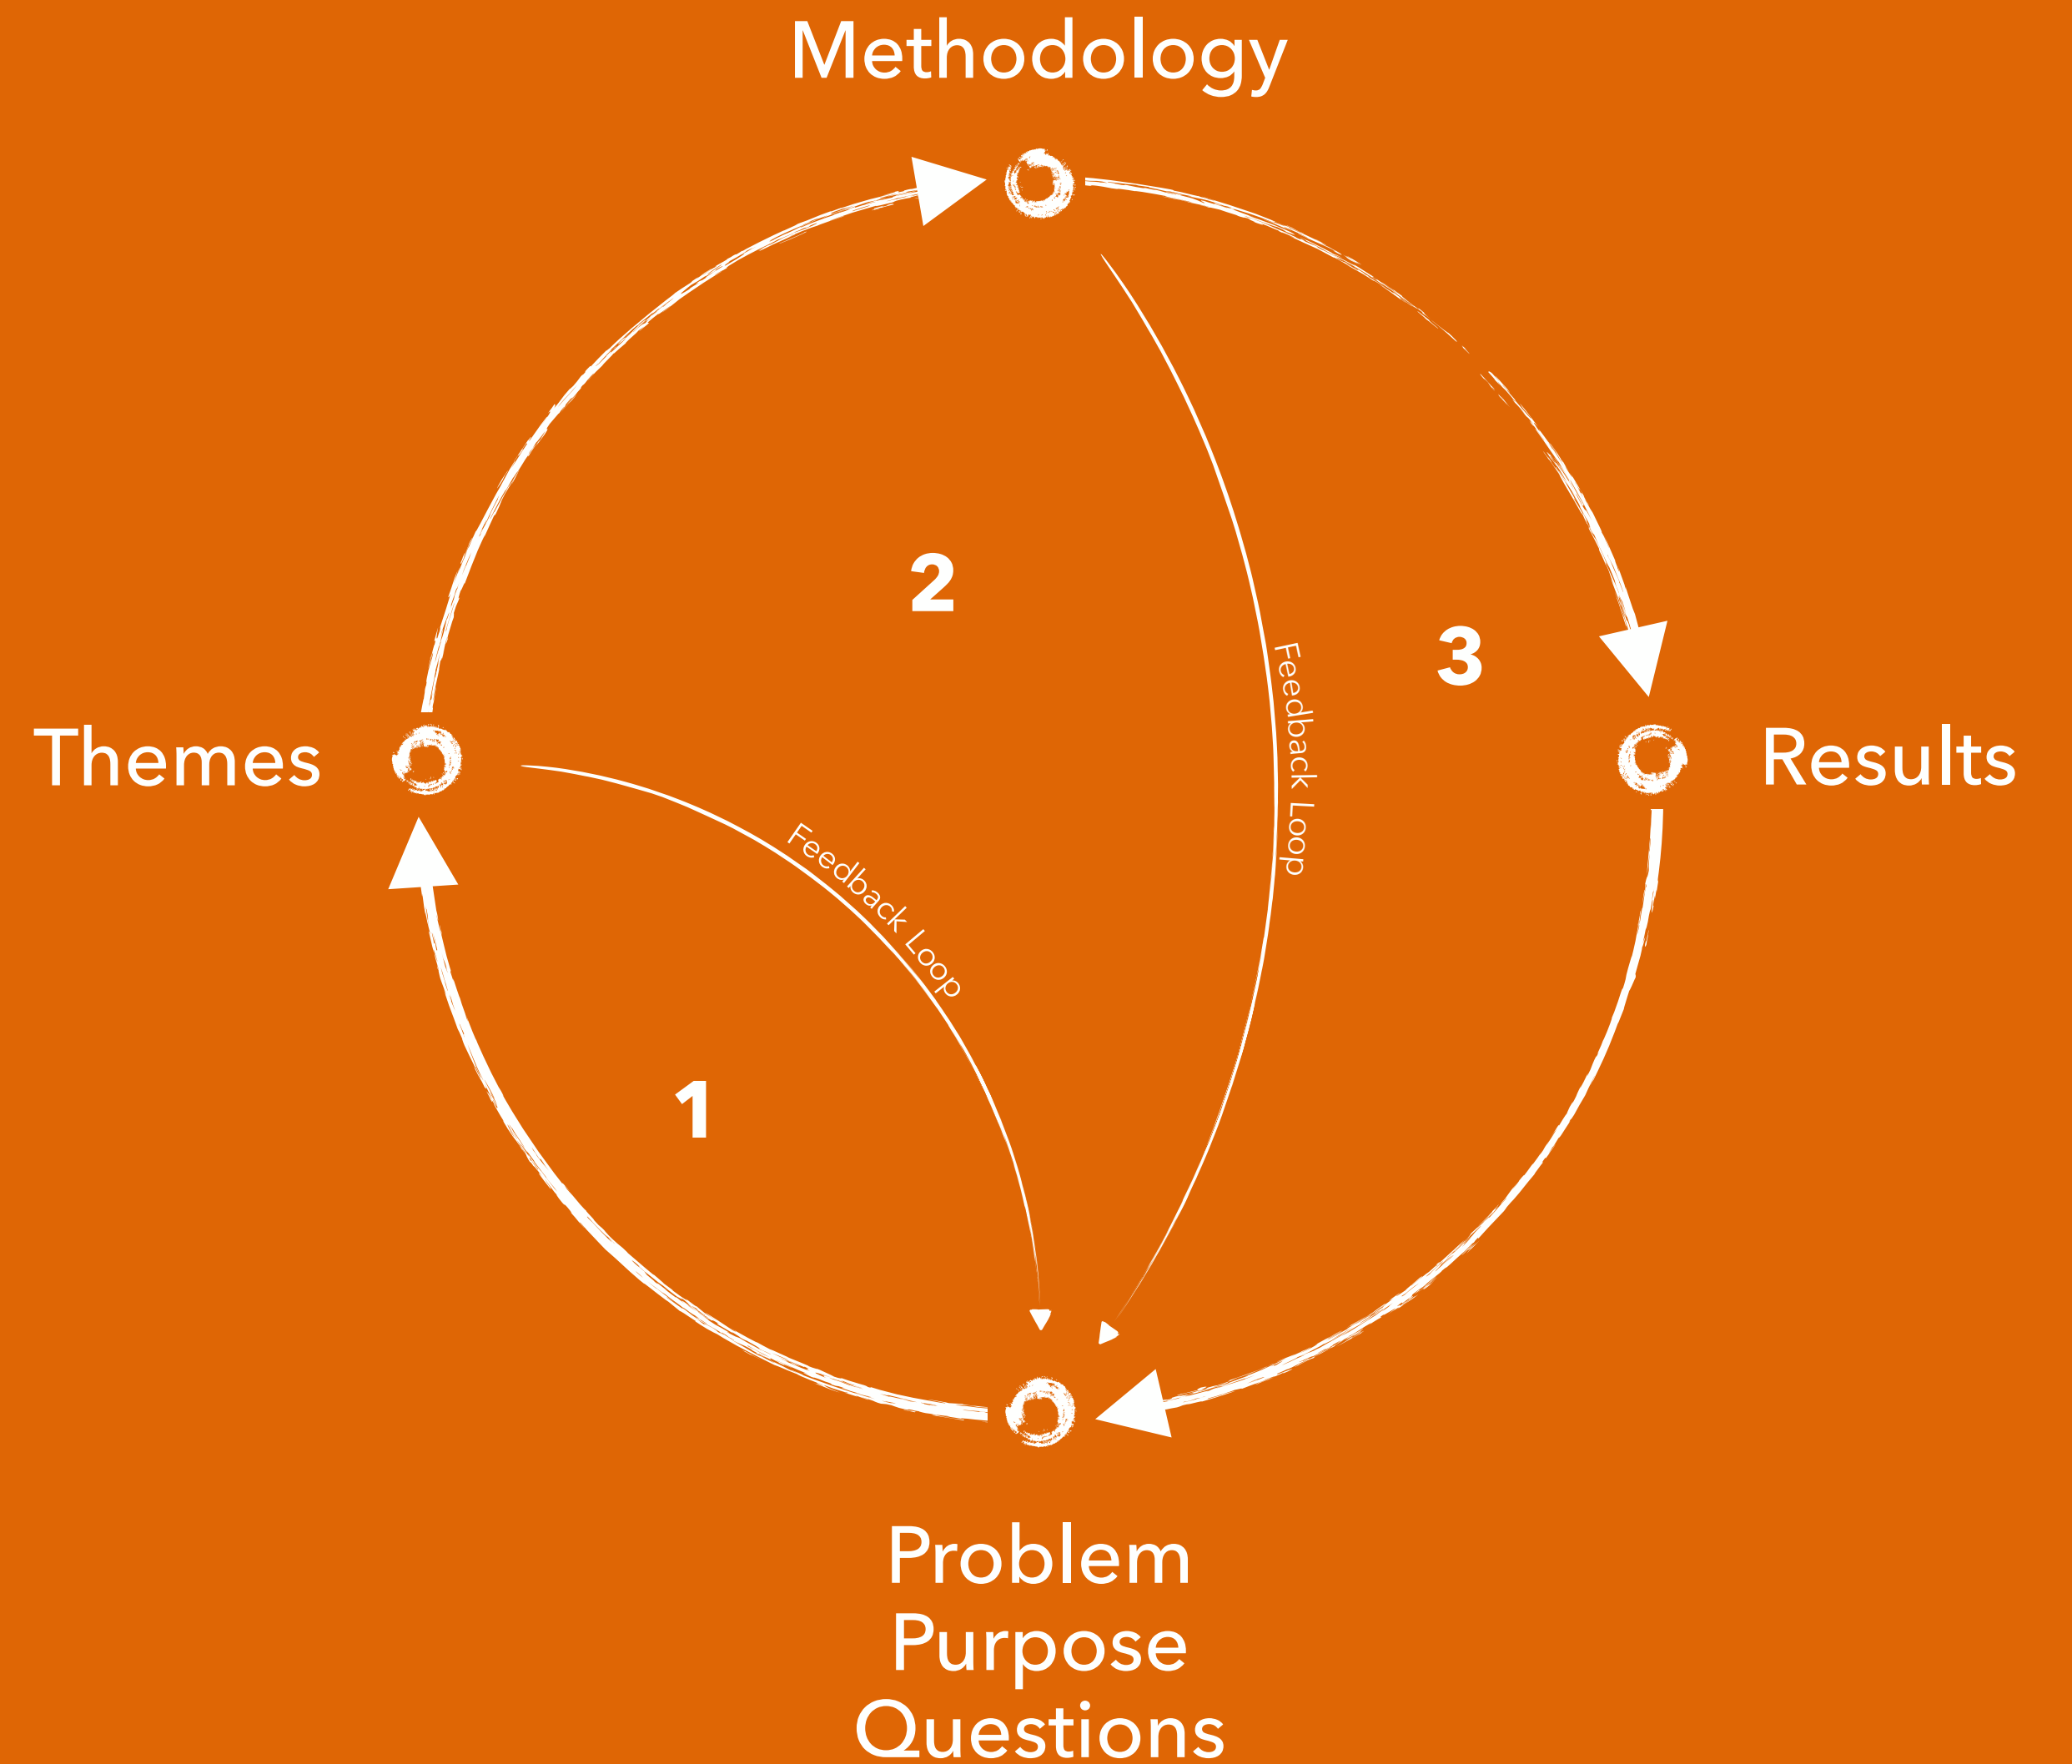 Methodology
2
3
Feedback Loop
Themes
Results
Feedback Loop
1
Problem
Purpose
Questions